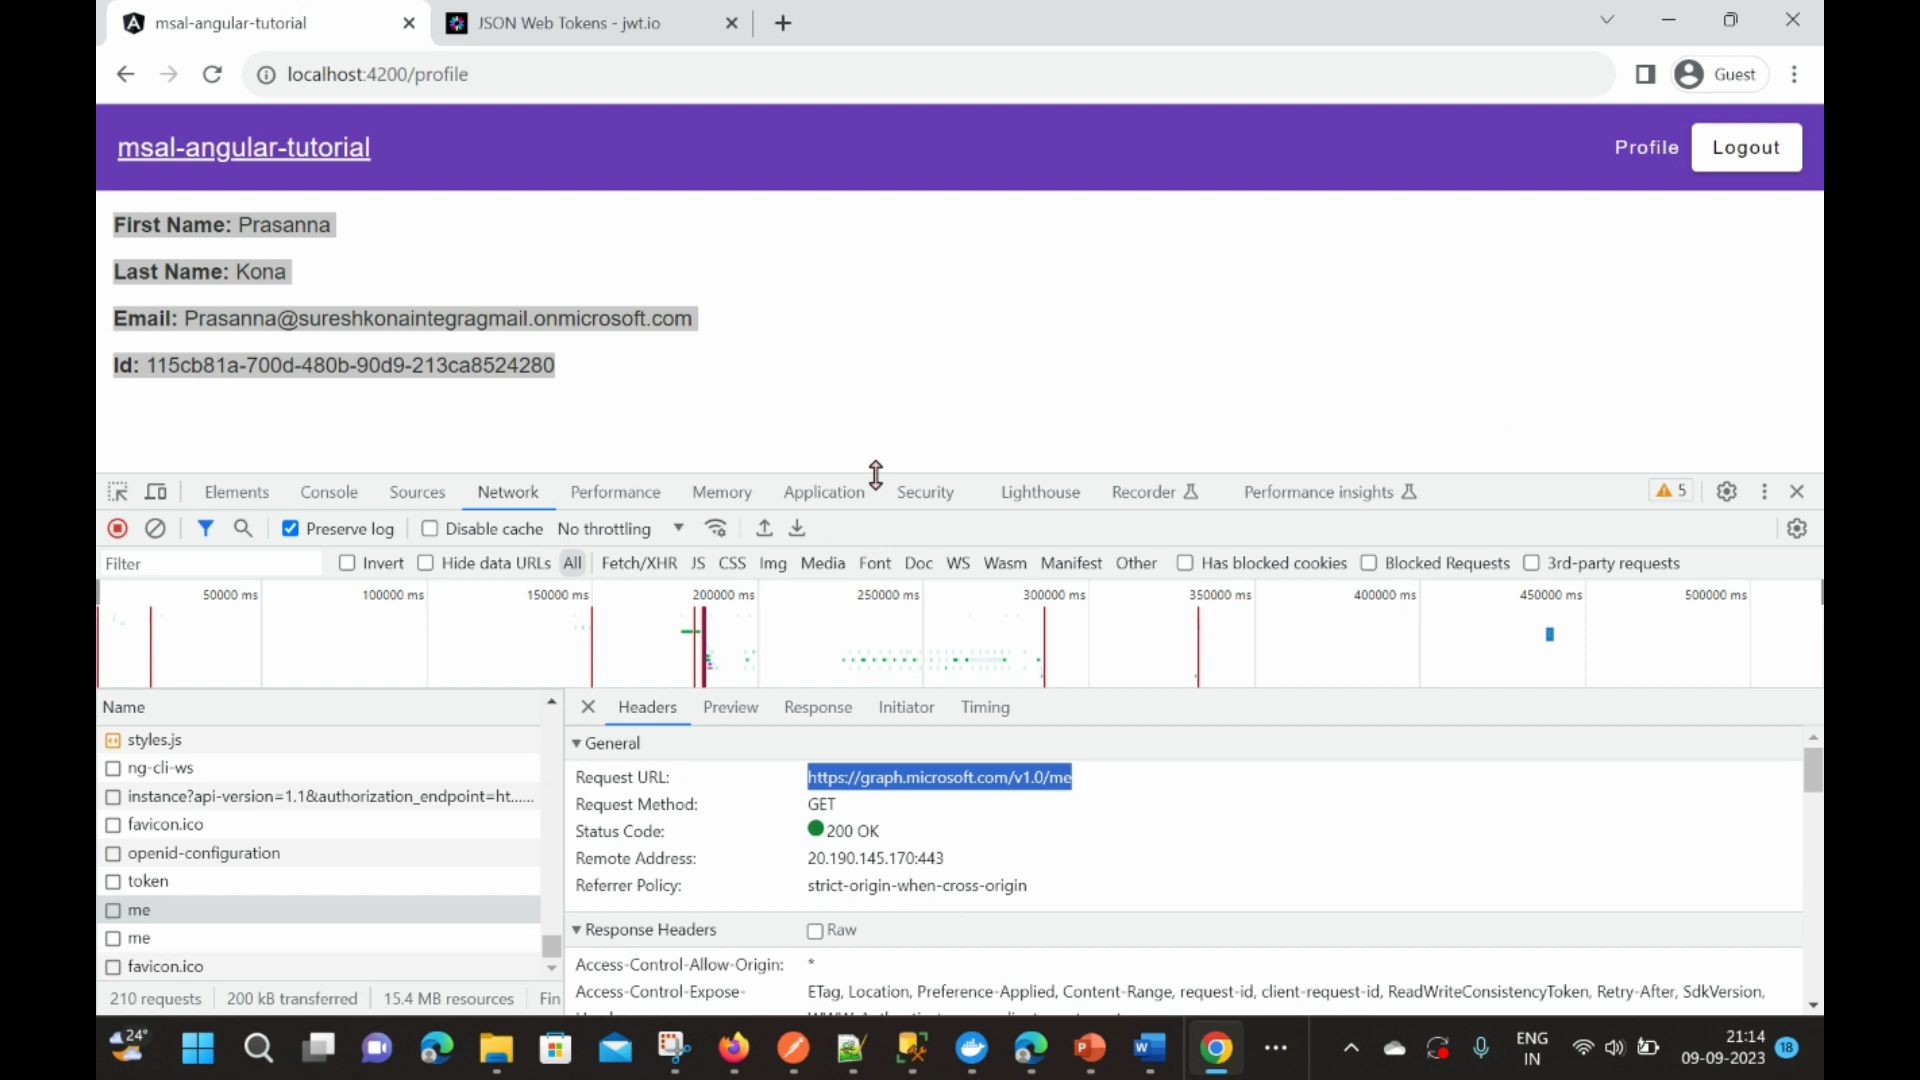 msal-angular-tutorial
JSON Web Tokens - jwt.io
localhost:4200/profile
Guest
msal-angular-tutorial
Profile
Logout
First Name: Prasanna
Last Name: Kona
Email: Prasanna@sureshkonaintegragmail.onmicrosoft.com
Id: 115cb81a-700d-480b-90d9-213ca8524280
Elements Console Sources Network Performance Memory Application Security Lighthouse Recorder Performance insights 5
Preserve log Disable cache No throttling
Filter Invert Hide data URLs All Fetch/XHR JS CSS Img Media Font Doc WS Wasm Manifest Other Has blocked cookies Blocked Requests 3rd-party requests
50000 ms 100000 ms 150000 ms 200000 ms 250000 ms 300000 ms 350000 ms 400000 ms 450000 ms 500000 ms
Name
styles.js
ng-cli-ws
instance?api-version=1.1&authorization_endpoint=ht......
favicon.ico
openid-configuration
token
me
me
favicon.ico
210 requests 200 kB transferred 15.4 MB resources Fin
Headers Preview Response Initiator Timing
General
Request URL: https://graph.microsoft.com/v1.0/me
Request Method: GET
Status Code: 200 OK
Remote Address: 20.190.145.170:443
Referrer Policy: strict-origin-when-cross-origin
Response Headers Raw
Access-Control-Allow-Origin: *
Access-Control-Expose- ETag, Location, Preference-Applied, Content-Range, request-id, client-request-id, ReadWriteConsistencyToken, Retry-After, SdkVersion,
24°
ENG
IN
21:14
09-09-2023
18